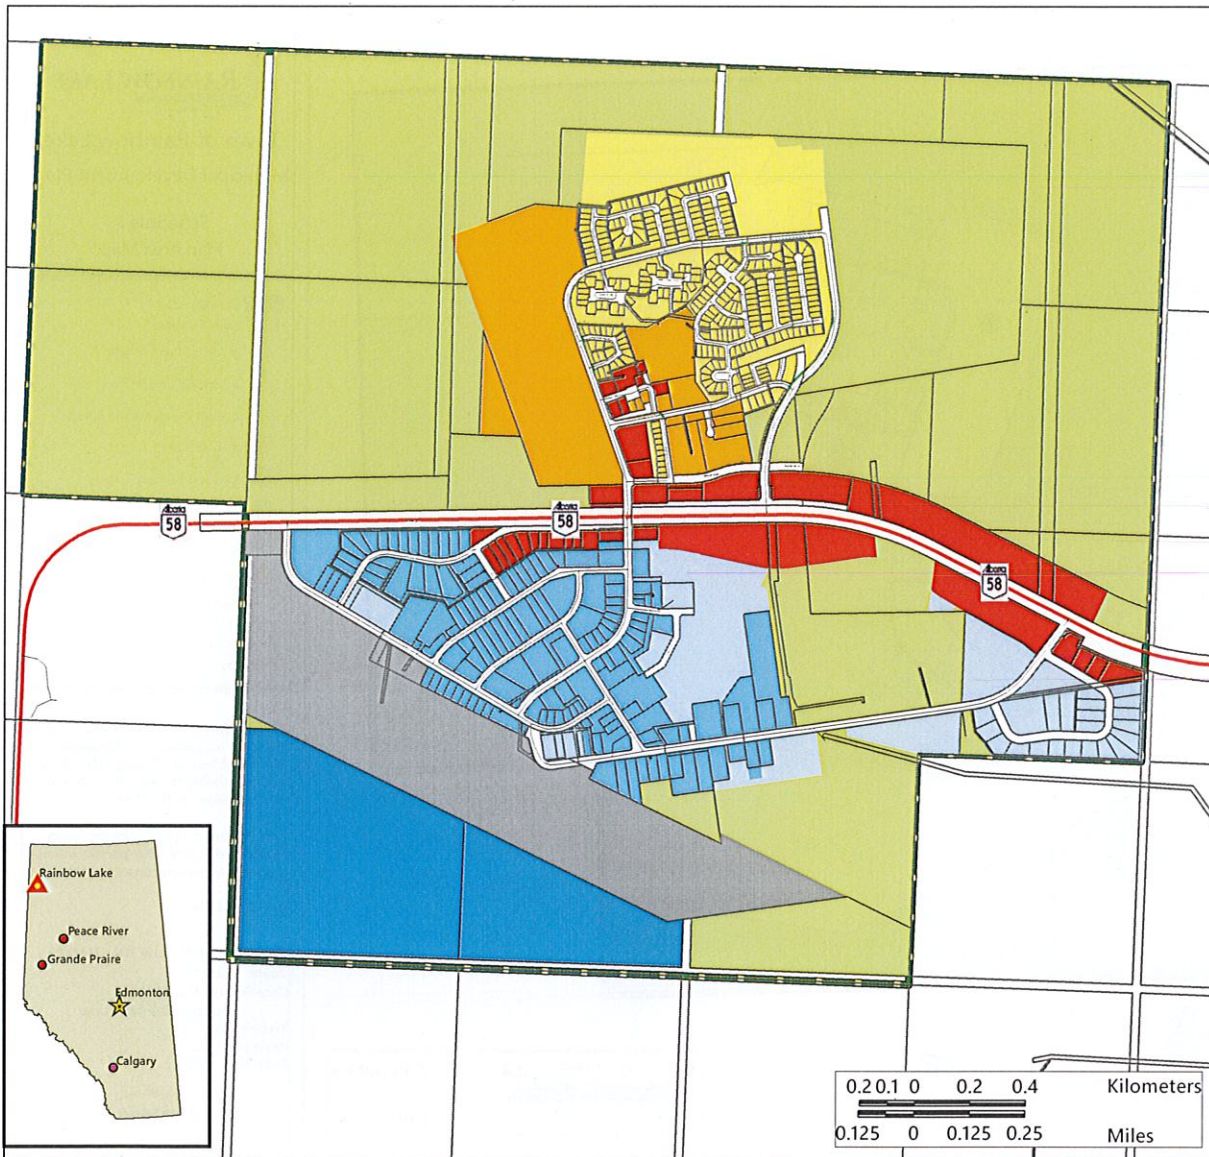 Alberta
58
Alberta
58
Alberta
58
Rainbow Lake
Peace River
Grande Praire
Edmonton
Calgary
0.2 0.1 0 0.2 0.4 Kilometers
0.125 0 0.125 0.25 Miles